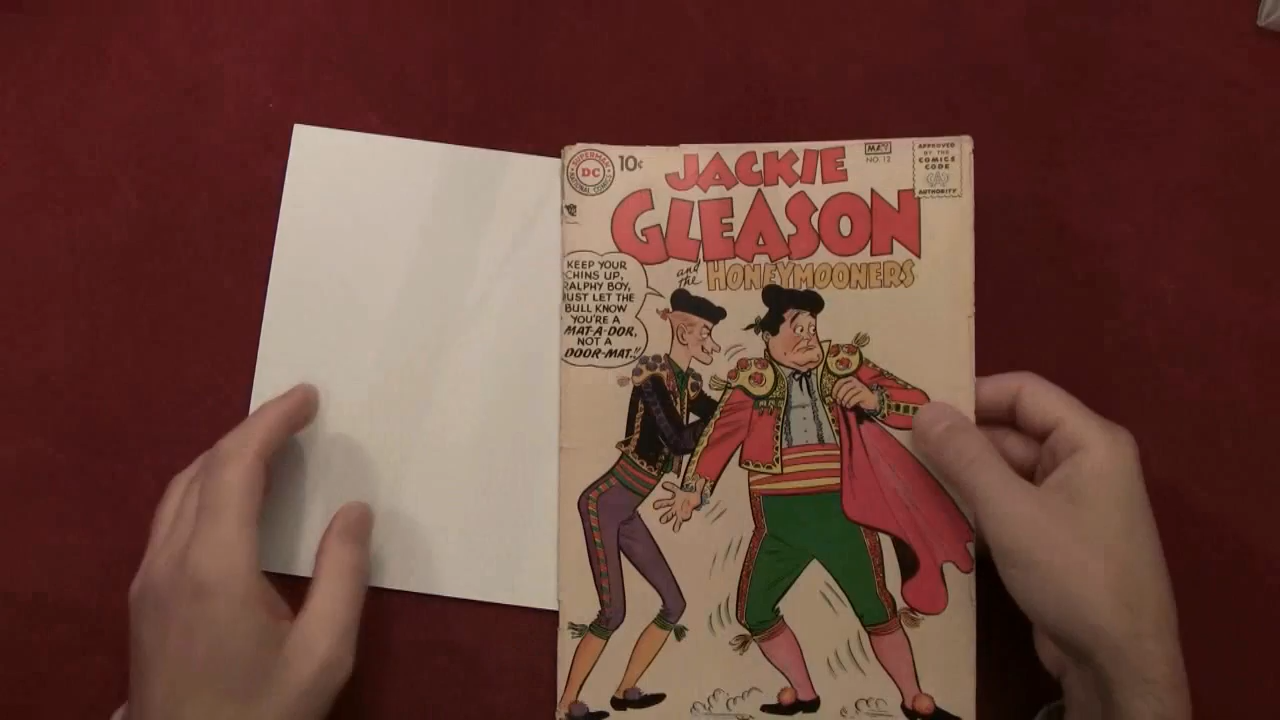 SUPERMAN
DC
NATIONAL COMICS
10¢
JACKIE
GLEASON
and
the
HONEYMOONERS
MAY
NO. 12
APPROVED
BY THE
COMICS
CODE
AUTHORITY
KEEP YOUR
CHINS UP,
RALPHY BOY,
JUST LET THE
BULL KNOW
YOU'RE A
MAT-A-DOR,
NOT A
DOOR-MAT!!